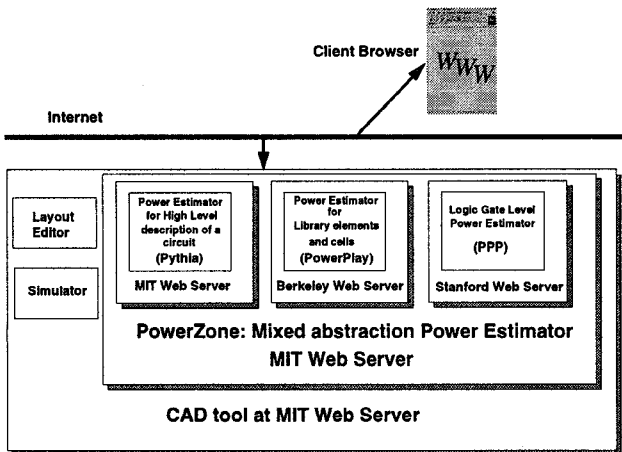 Client Browser
WWW
Internet
Layout
Editor
Simulator
Power Estimator
for High Level
description of a
circuit
(Pythia)
MIT Web Server
Power Estimator
for
Library elements
and cells
(PowerPlay)
Berkeley Web Server
Logic Gate Level
Power Estimator
(PPP)
Stanford Web Server
PowerZone: Mixed abstraction Power Estimator
MIT Web Server
CAD tool at MIT Web Server